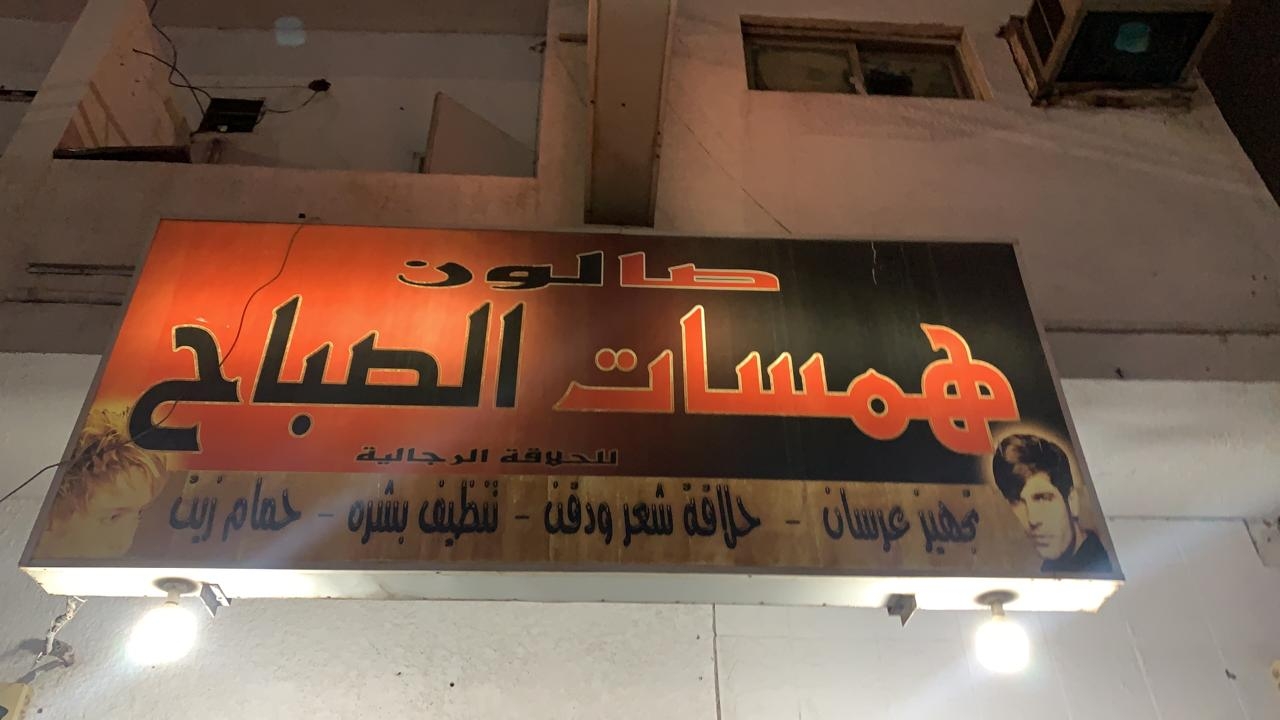 صالون
همسات الصباح
للحلاقة الرجالية
تجهيز عرسان - حلاقة شعر ودقن - تنظيف بشره - حمام زيت